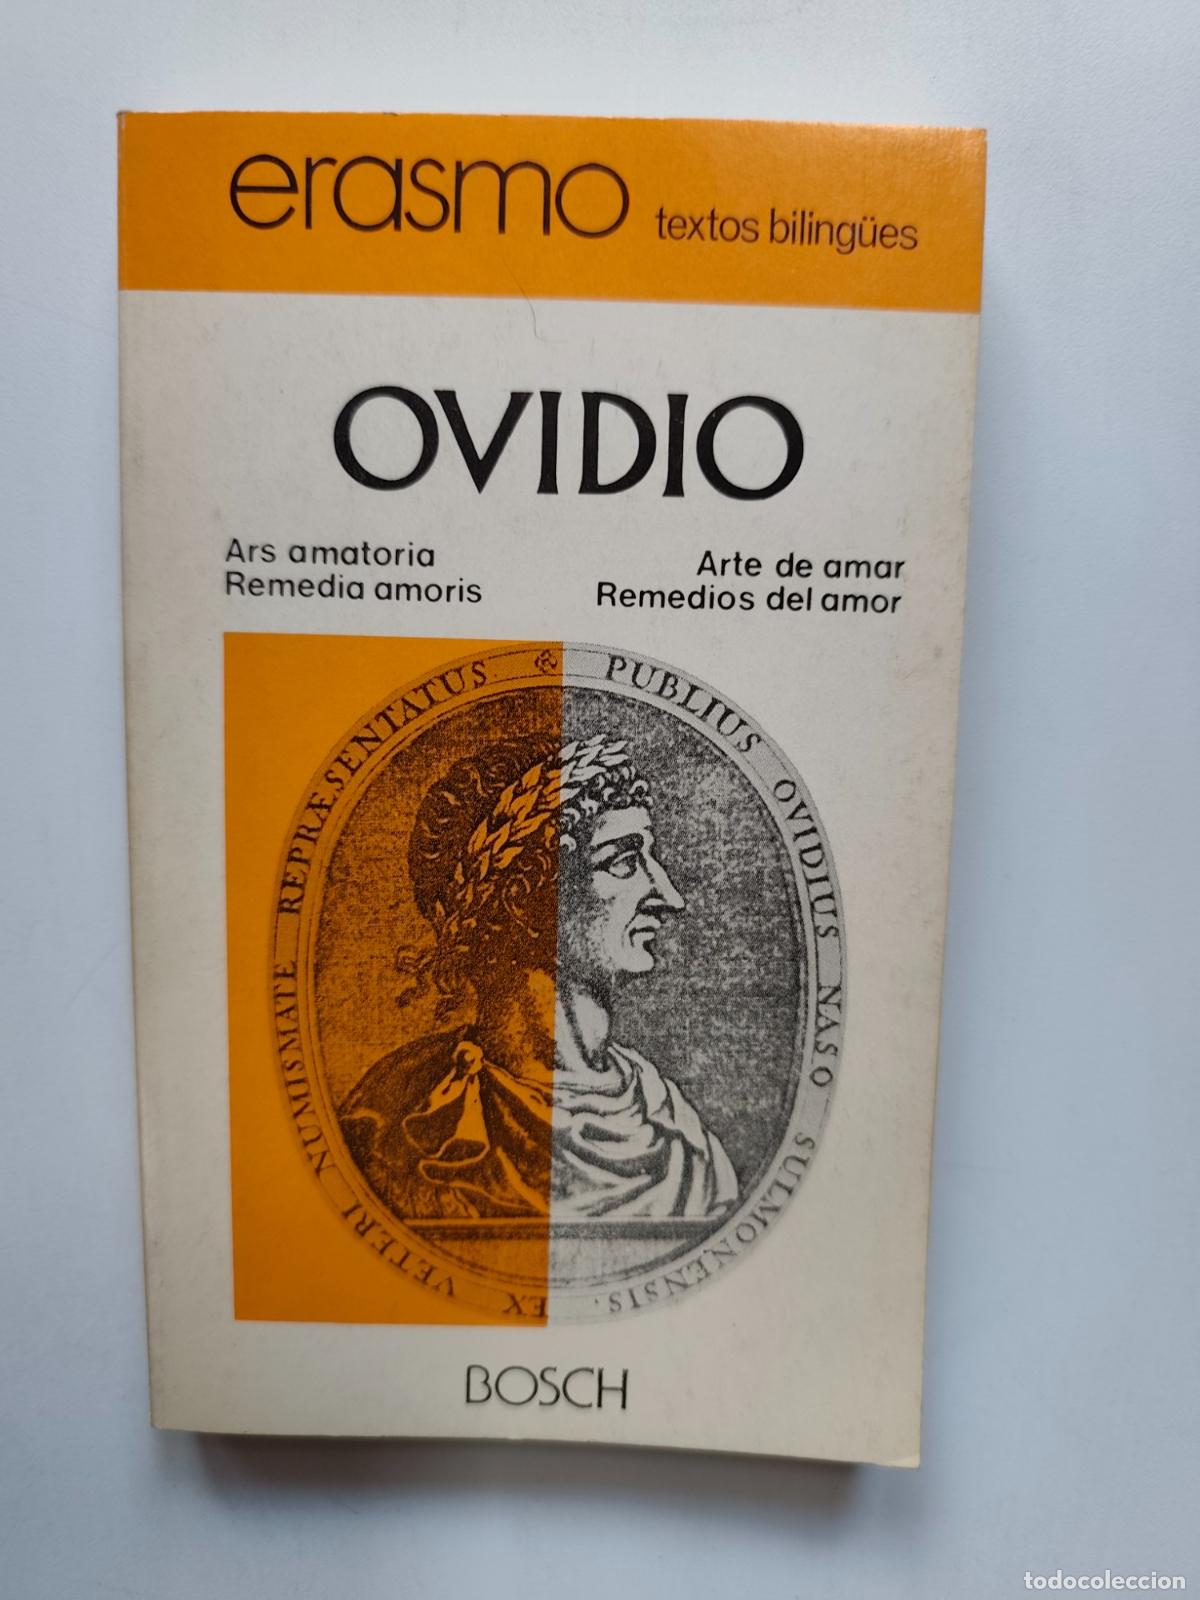 erasmo textos bilingües
OVIDIO
Ars amatoria
Remedia amoris
Arte de amar
Remedios del amor
PUBLIUS OVIDIUS NASO SULMONENSIS. EX VETERI NUMISMATE REPRÆSENTATUS
BOSCH
todocoleccion